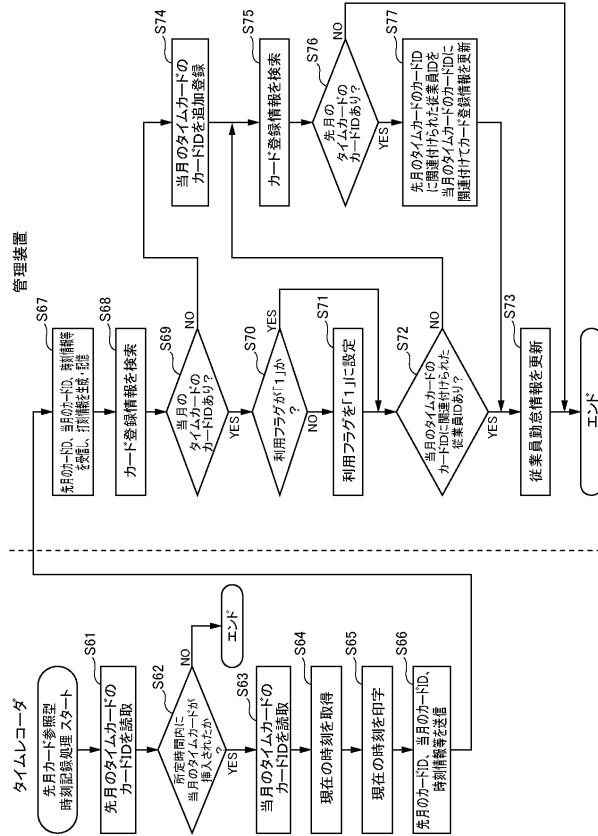 タイムレコーダ
先月カード参照型
時刻記録処理 スタート
S61
先月のタイムカードの
カードIDを読取
S62
所定時間内に
当月のタイムカードが
挿入されたか
?
NO
エンド
YES
S63
当月のタイムカードの
カードIDを読取
S64
現在の時刻を取得
S65
現在の時刻を印字
S66
先月のカードID、当月のカードID、
時刻情報等を送信
管理装置
S67
先月のカードID、当月のカードID、時刻情報等
を受信し、打刻情報を生成・記憶
S68
カード登録情報を検索
S69
当月の
タイムカードの
カードIDあり?
NO
YES
S70
利用フラグが「1」か
?
YES
NO
S71
利用フラグを「1」に設定
S72
当月のタイムカードの
カードIDに関連付けられた
従業員IDあり?
NO
YES
S73
従業員勤怠情報を更新
エンド
S74
当月のタイムカードの
カードIDを追加登録
S75
カード登録情報を検索
S76
先月の
タイムカードの
カードIDあり?
NO
YES
S77
先月のタイムカードのカードID
に関連付けられた従業員IDを
当月のタイムカードのカードIDに
関連付けてカード登録情報を更新